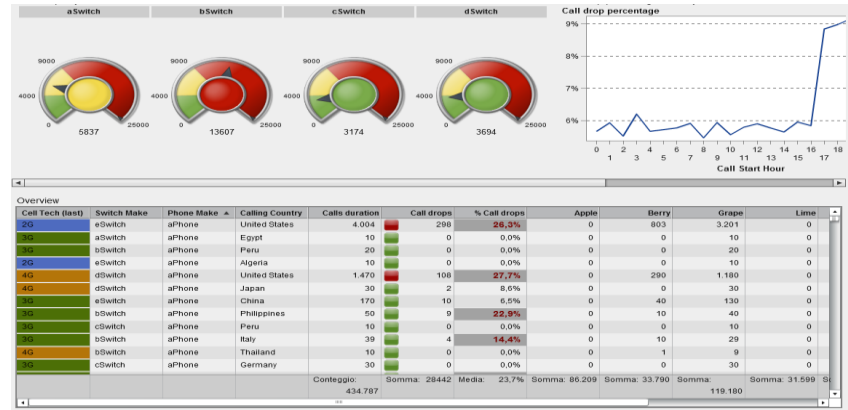 aSwitch bSwitch cSwitch dSwitch
Call drop percentage
9000 9000 9000 9000
4000 4000 4000 4000
0 25000 0 25000 0 25000 0 25000
5837 13607 3174 3694
9%
8%
7%
6%
0 2 4 6 8 10 12 14 16 18
1 3 5 7 9 11 13 15 17
Call Start Hour
Overview
Cell Tech (last) Switch Make Phone Make Calling Country Calls duration Call drops % Call drops Apple Berry Grape Lime
2G eSwitch aPhone United States 4.004 298 26,3% 0 803 3.201 0
3G aSwitch aPhone Egypt 10 0 0,0% 0 0 10 0
3G bSwitch aPhone Peru 20 0 0,0% 0 0 20 0
2G eSwitch aPhone Algeria 10 0 0,0% 0 0 10 0
4G dSwitch aPhone United States 1.470 108 27,7% 0 290 1.180 0
4G dSwitch aPhone Japan 30 2 8,6% 0 0 30 0
3G eSwitch aPhone China 170 10 6,5% 0 40 130 0
3G bSwitch aPhone Philippines 50 9 22,9% 0 10 40 0
3G cSwitch aPhone Peru 10 0 0,0% 0 0 10 0
3G bSwitch aPhone Italy 39 4 14,4% 0 10 29 0
4G bSwitch aPhone Thailand 10 0 0,0% 0 1 9 0
3G cSwitch aPhone Germany 30 0 0,0% 0 0 30 0
Conteggio: Somma: 28442 Media: 23,7% Somma: 86.209 Somma: 33.790 Somma: Somma: 31.599
434.787 119.180